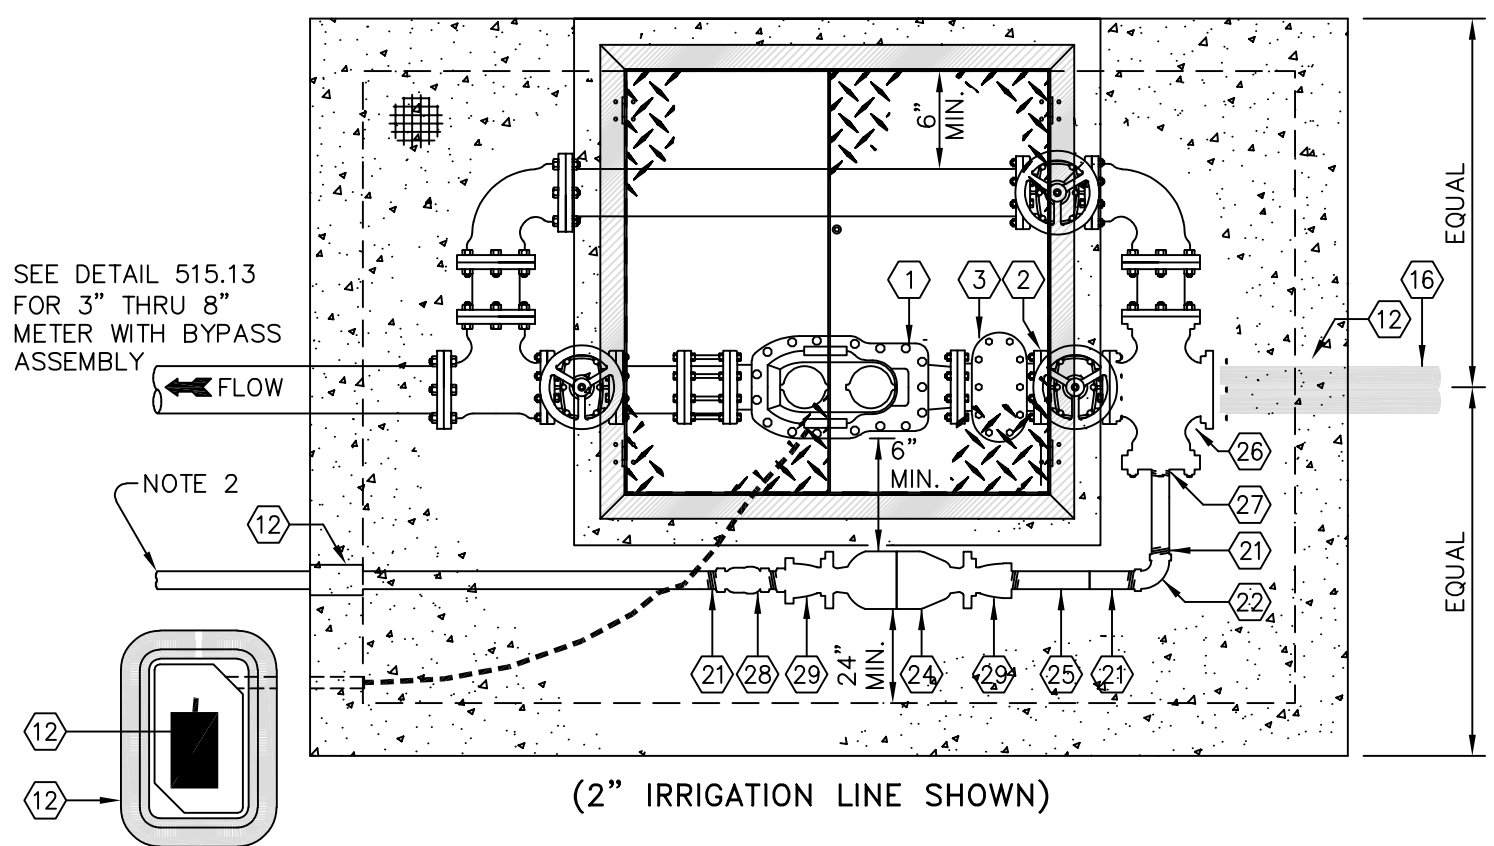 6”
MIN.
EQUAL
SEE DETAIL 515.13
FOR 3” THRU 8”
METER WITH BYPASS
ASSEMBLY
1
3
2
16
12
FLOW
6”
MIN.
26
NOTE 2
27
12
21
EQUAL
22
21
28
29
24”
MIN.
24
29
25
21
12
12
(2” IRRIGATION LINE SHOWN)